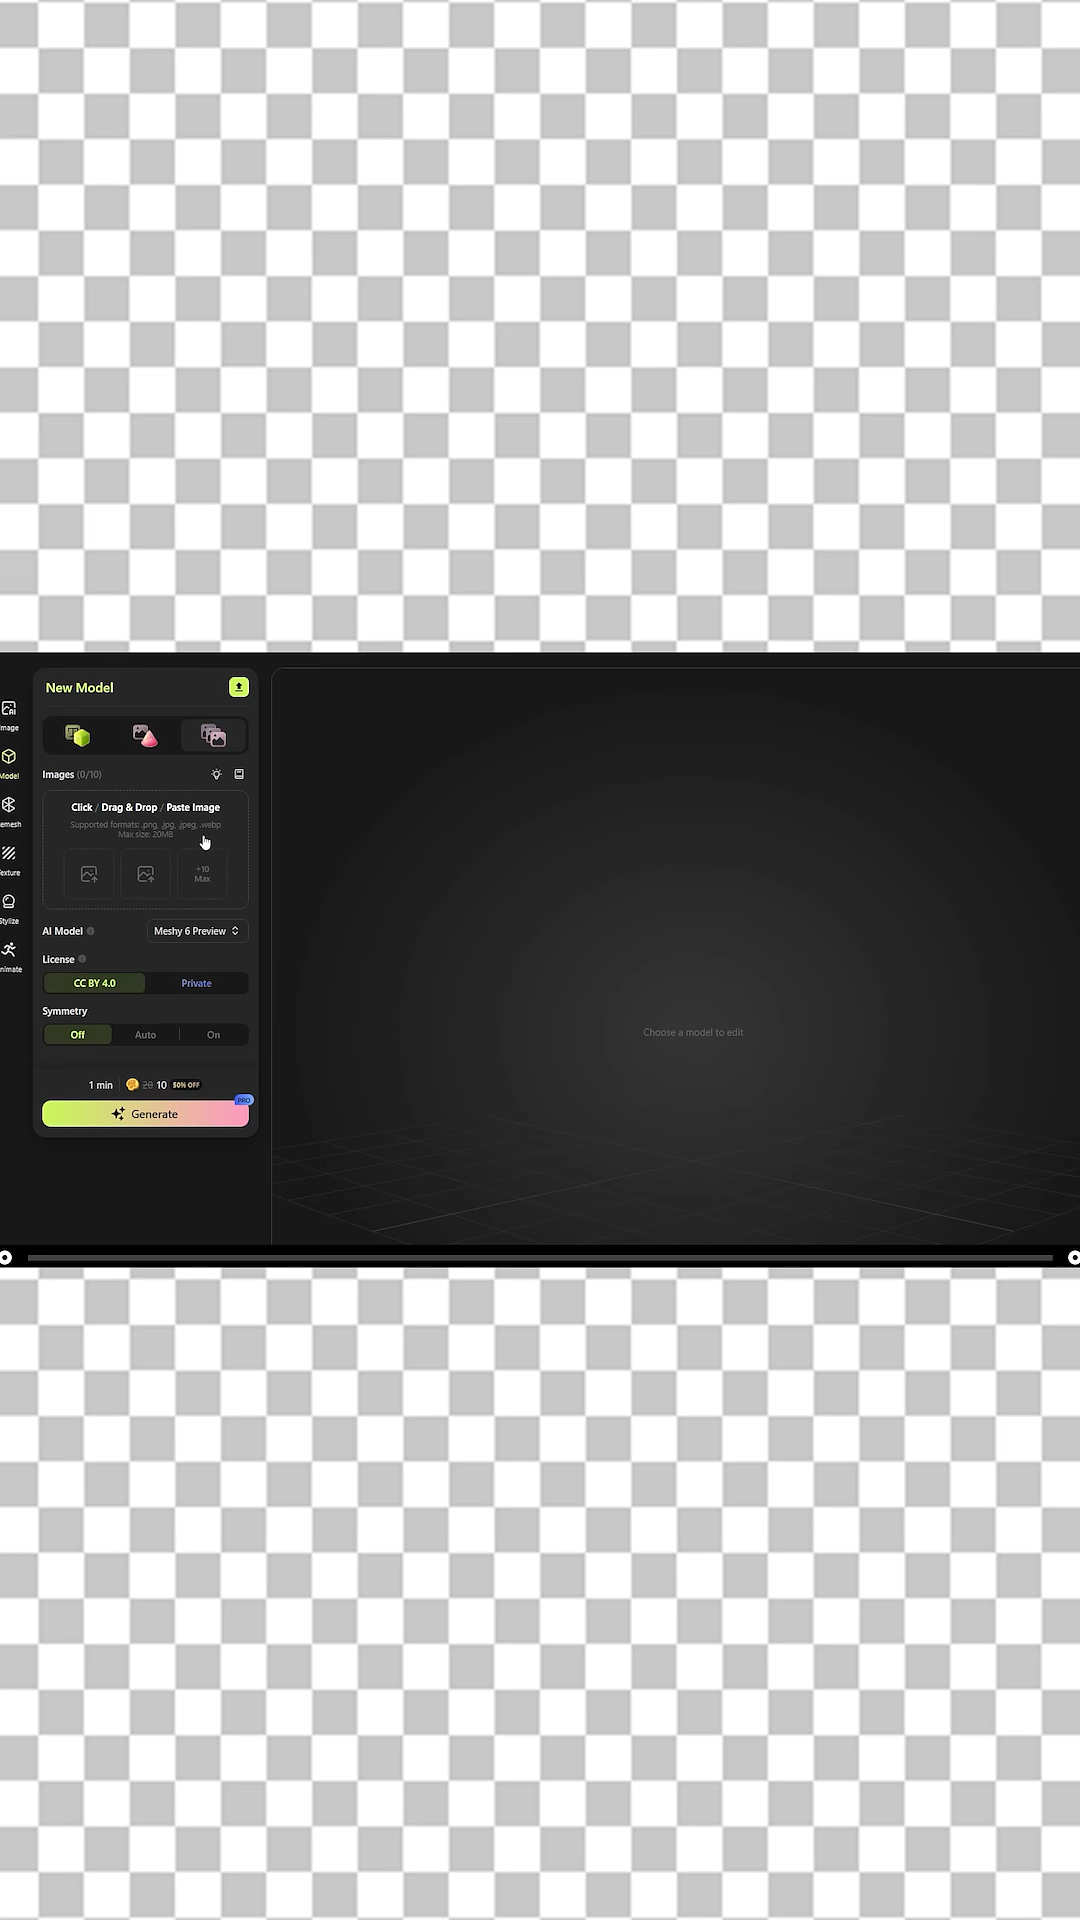 New Model
AI
mage
Images (0/10)
Model
Click / Drag & Drop / Paste Image
emesh
Supported formats: .png, .jpg, .jpeg, .webp
Max size: 20MB
exture
+10
Max
Stylize
AI Model
Meshy 6 Preview
nimate
License
CC BY 4.0
Private
Symmetry
Off
Auto
On
Choose a model to edit
1 min
20 10 50% OFF
PRO
Generate